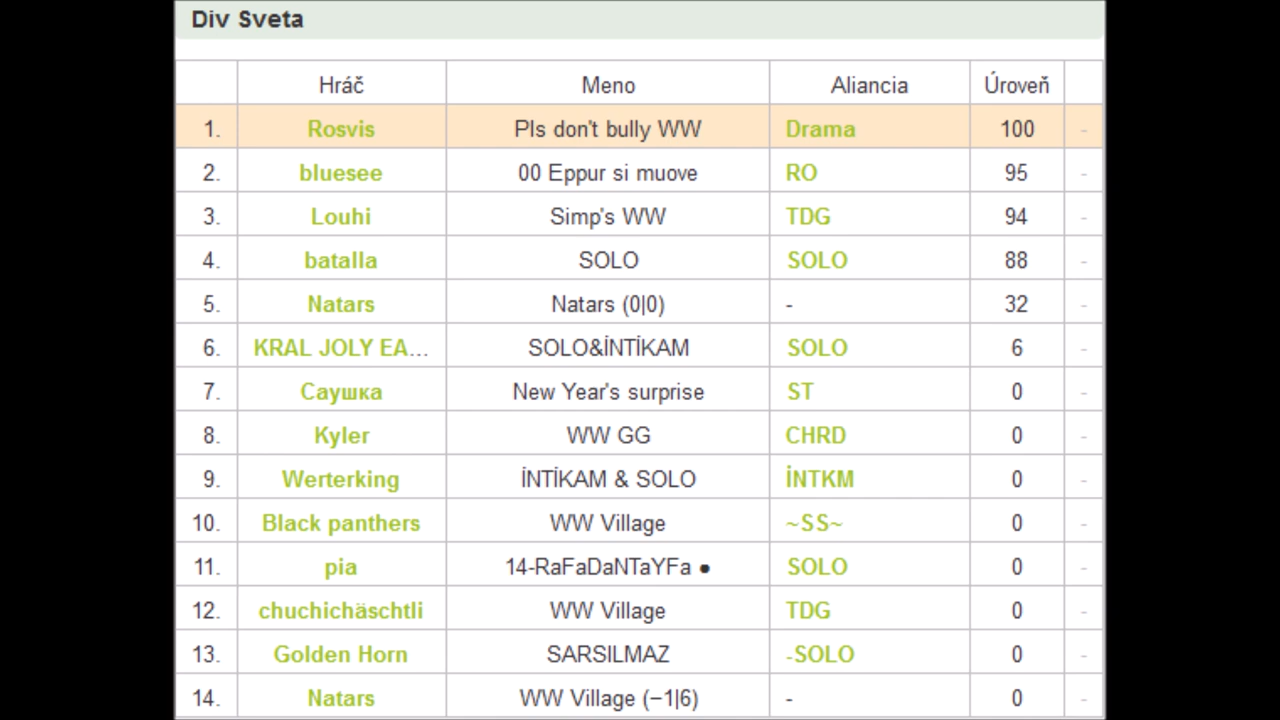 Div Sveta
Hráč Meno Aliancia Úroveň
1. Rosvis Pls don't bully WW Drama 100 -
2. bluesee 00 Eppur si muove RO 95 -
3. Louhi Simp's WW TDG 94 -
4. batalla SOLO SOLO 88 -
5. Natars Natars (0|0) - 32 -
6. KRAL JOLY EA... SOLO&İNTİKAM SOLO 6 -
7. Саушка New Year's surprise ST 0 -
8. Kyler WW GG CHRD 0 -
9. Werterking İNTİKAM & SOLO İNTKM 0 -
10. Black panthers WW Village ~SS~ 0 -
11. pia 14-RaFaDaNTaYFa ● SOLO 0 -
12. chuchichäschtli WW Village TDG 0 -
13. Golden Horn SARSILMAZ -SOLO 0 -
14. Natars WW Village (−1|6) - 0 -